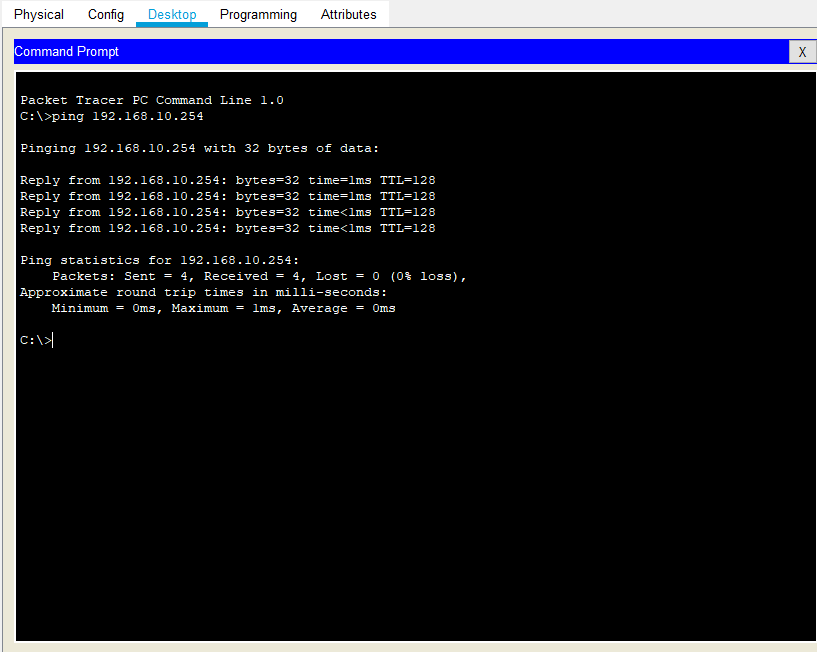 Physical Config Desktop Programming Attributes
Command Prompt X
Packet Tracer PC Command Line 1.0
C:\>ping 192.168.10.254
Pinging 192.168.10.254 with 32 bytes of data:
Reply from 192.168.10.254: bytes=32 time=1ms TTL=128
Reply from 192.168.10.254: bytes=32 time=1ms TTL=128
Reply from 192.168.10.254: bytes=32 time<1ms TTL=128
Reply from 192.168.10.254: bytes=32 time<1ms TTL=128
Ping statistics for 192.168.10.254:
    Packets: Sent = 4, Received = 4, Lost = 0 (0% loss),
Approximate round trip times in milli-seconds:
    Minimum = 0ms, Maximum = 1ms, Average = 0ms
C:\>